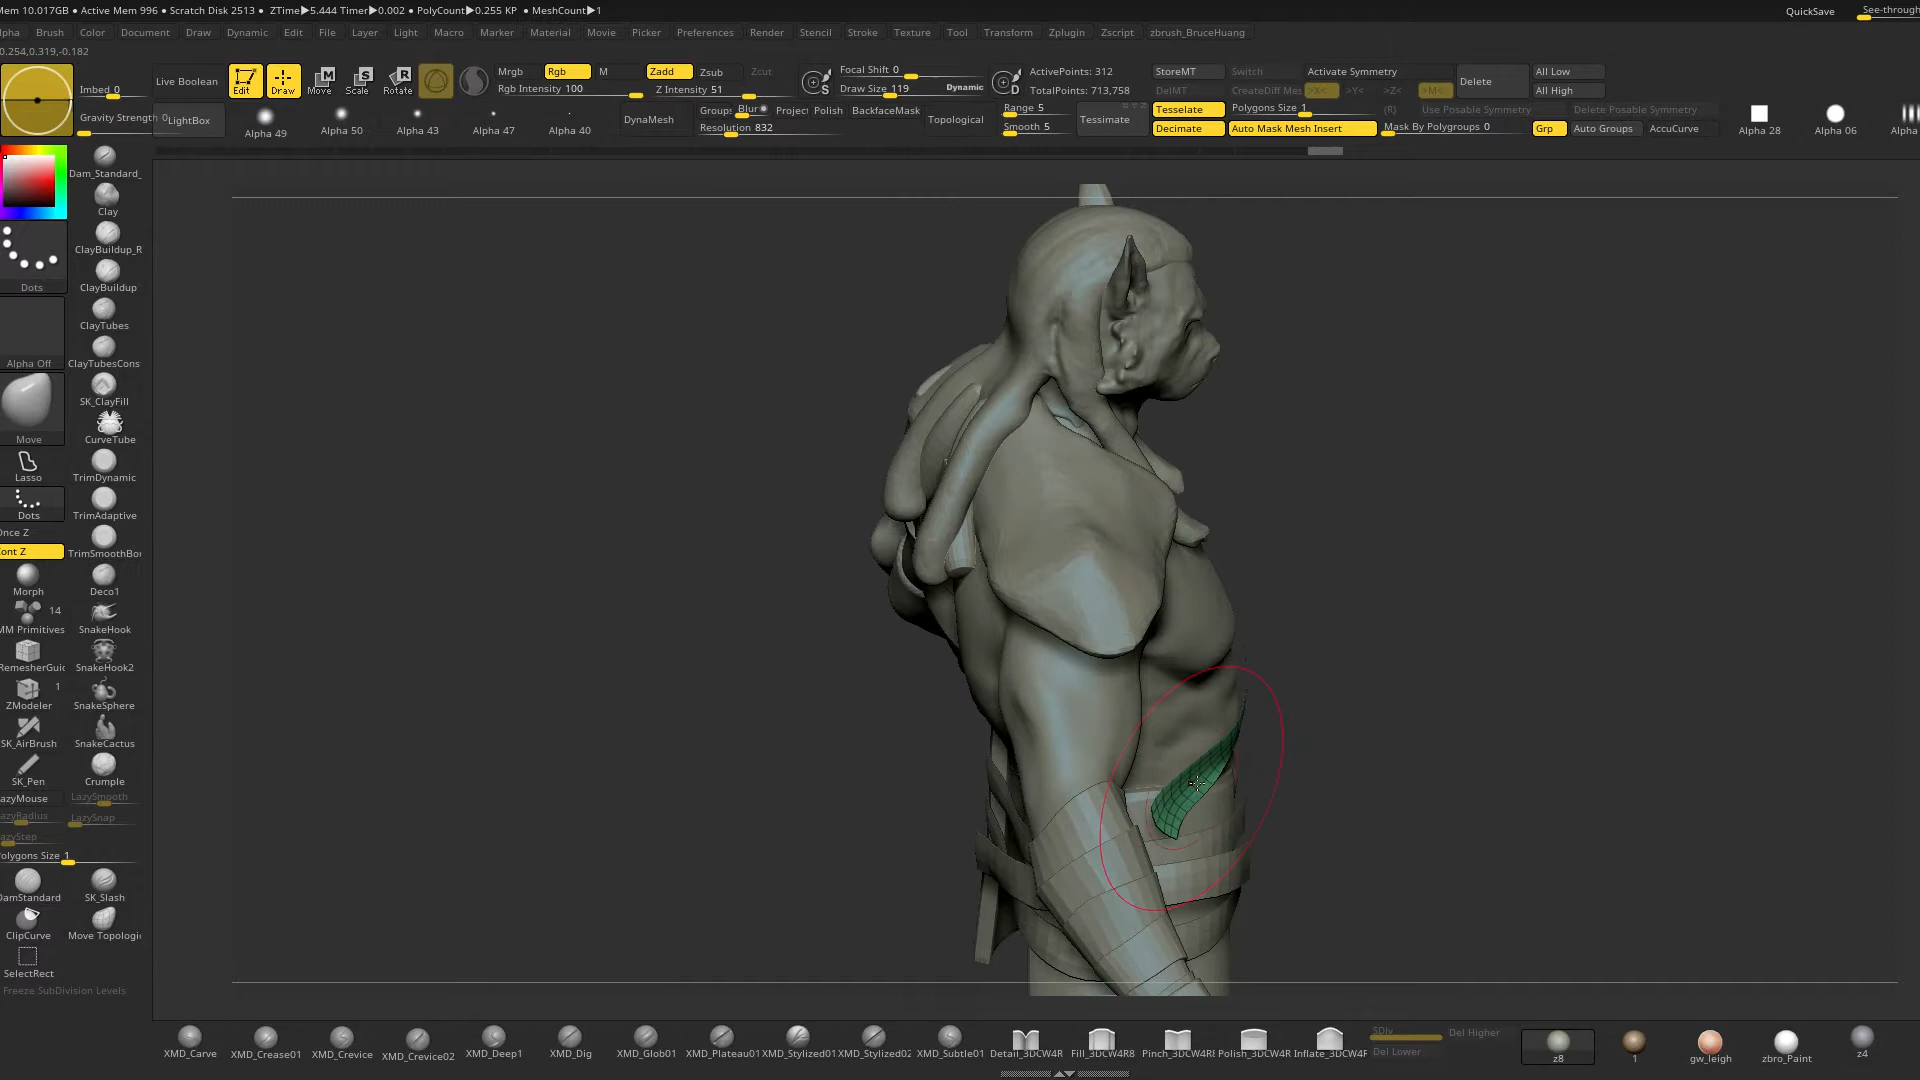 Mem 10.017GB • Active Mem 996 • Scratch Disk 2513 • ZTime▶5.444 Timer▶0.002 • PolyCount▶0.255 KP • MeshCount▶1
QuickSave
See-through
lpha Brush Color Document Draw Dynamic Edit File Layer Light Macro Marker Material Movie Picker Preferences Render Stencil Stroke Texture Tool Transform Zplugin Zscript zbrush_BruceHuang
0.254,0.319,-0.182
Imbed 0
Gravity Strength 0
Live Boolean
LightBox
Edit Draw Move Scale Rotate
Mrgb Rgb M Zadd Zsub Zcut
Rgb Intensity 100 Z Intensity 51
Focal Shift 0
Draw Size 119 Dynamic
ActivePoints: 312
TotalPoints: 713,758
StoreMT Switch
DelMT CreateDiff Mes
Activate Symmetry
>X< >Y< >Z< >M<
Delete
All Low
All High
Alpha 49 Alpha 50 Alpha 43 Alpha 47 Alpha 40
DynaMesh
Groups Blur Project Polish BackfaceMask
Resolution 832
Topological
Range 5
Smooth 5
Tessimate
Tesselate Polygons Size 1 (R) Use Posable Symmetry Delete Posable Symmetry
Decimate Auto Mask Mesh Insert Mask By Polygroups 0 Grp Auto Groups AccuCurve
Alpha 28 Alpha 06 Alph
Dots
Alpha Off
Move
Lasso
Dots
Once Z
ont Z
Morph
14
MM Primitives
RemesherGuid
1
ZModeler
SK_AirBrush
SK_Pen
azyMouse LazySmooth
azyRadius LazySnap
azyStep
olygons Size 1
DamStandard SK_Slash
ClipCurve Move Topologi
SelectRect
Freeze SubDivision Levels
Dam_Standard_
Clay
ClayBuildup_R
ClayBuildup
ClayTubes
ClayTubesCons
SK_ClayFill
CurveTube
TrimDynamic
TrimAdaptive
TrimSmoothBor
Deco1
SnakeHook
SnakeHook2
SnakeSphere
SnakeCactus
Crumple
XMD_Carve XMD_Crease01 XMD_Crevice XMD_Crevice02 XMD_Deep1 XMD_Dig XMD_Glob01 XMD_Plateau01 XMD_Stylized01 XMD_Stylized02 XMD_Subtle01 Detail_3DCW4R Fill_3DCW4R8 Pinch_3DCW4R8 Polish_3DCW4R Inflate_3DCW4R
SDiv Del Higher
Del Lower
z8 1 gw_leigh zbro_Paint z4
S
D